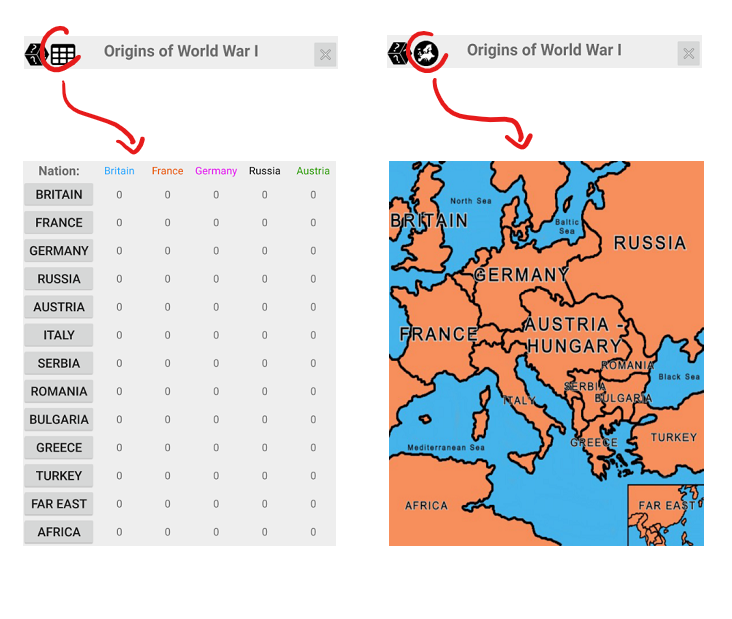 Origins of World War I
Nation: Britain France Germany Russia Austria
BRITAIN 0 0 0 0 0
FRANCE 0 0 0 0 0
GERMANY 0 0 0 0 0
RUSSIA 0 0 0 0 0
AUSTRIA 0 0 0 0 0
ITALY 0 0 0 0 0
SERBIA 0 0 0 0 0
ROMANIA 0 0 0 0 0
BULGARIA 0 0 0 0 0
GREECE 0 0 0 0 0
TURKEY 0 0 0 0 0
FAR EAST 0 0 0 0 0
AFRICA 0 0 0 0 0
Origins of World War I
North Sea
BRITAIN
Baltic
Sea
RUSSIA
GERMANY
FRANCE
AUSTRIA -
HUNGARY
ROMANIA
Black Sea
SERBIA
BULGARIA
ITALY
GREECE
TURKEY
Mediterranean Sea
AFRICA
FAR EAST